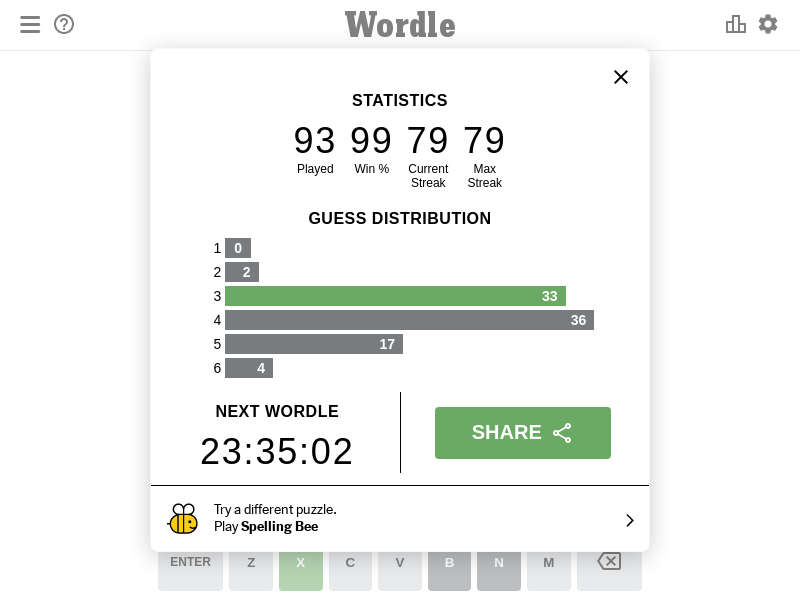 Wordle
STATISTICS
93 99 79 79
Played Win % Current Streak Max Streak
GUESS DISTRIBUTION
1 0
2 2
3 33
4 36
5 17
6 4
NEXT WORDLE
23:35:02
SHARE
Try a different puzzle.
Play Spelling Bee
ENTER Z X C V B N M